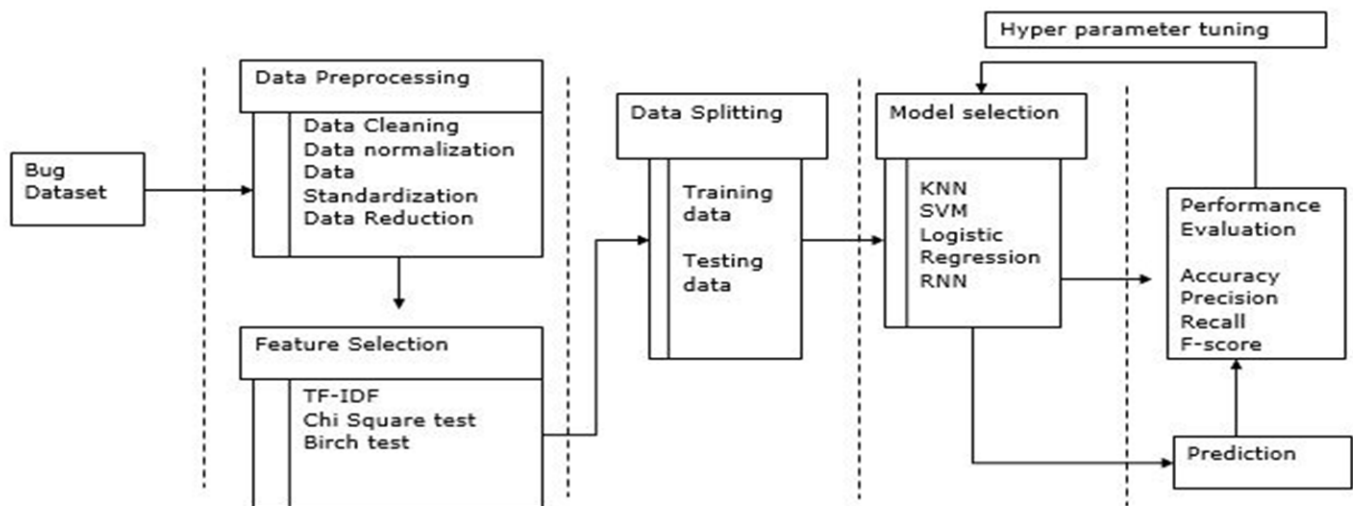 Bug
Dataset
Data Preprocessing
Data Cleaning
Data normalization
Data
Standardization
Data Reduction
Feature Selection
TF-IDF
Chi Square test
Birch test
Data Splitting
Training
data
Testing
data
Hyper parameter tuning
Model selection
KNN
SVM
Logistic
Regression
RNN
Performance
Evaluation
Accuracy
Precision
Recall
F-score
Prediction